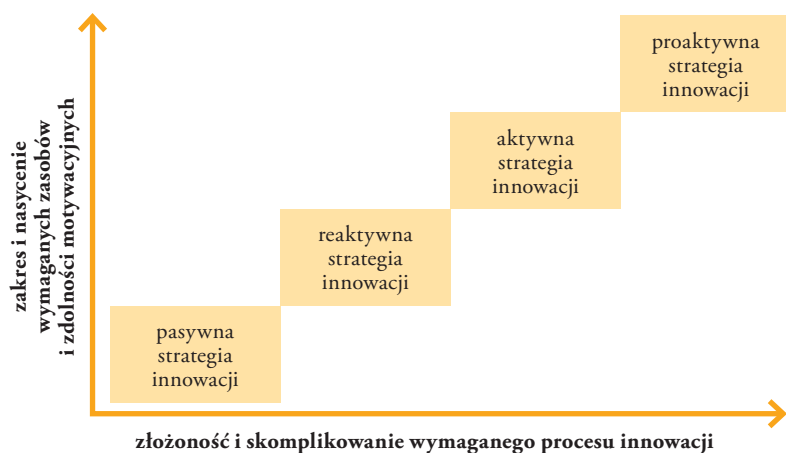 proaktywna
strategia
innowacji
aktywna
strategia
innowacji
reaktywna
strategia
innowacji
pasywna
strategia
innowacji
zakres i nasycenie
wymaganych zasobów
i zdolności motywacyjnych
złożoność i skomplikowanie wymaganego procesu innowacji